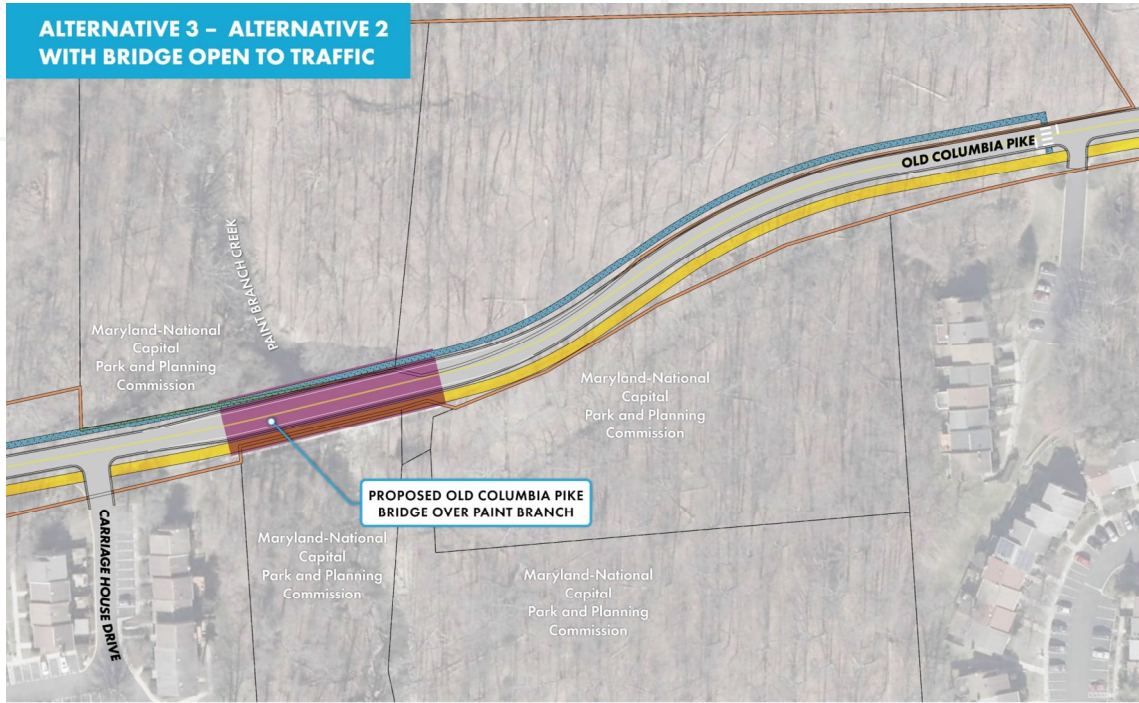 ALTERNATIVE 3 – ALTERNATIVE 2
WITH BRIDGE OPEN TO TRAFFIC
OLD COLUMBIA PIKE
PAINT BRANCH CREEK
Maryland-National
Capital
Park and Planning
Commission
Maryland-National
Capital
Park and Planning
Commission
PROPOSED OLD COLUMBIA PIKE
BRIDGE OVER PAINT BRANCH
CARRIAGE HOUSE DRIVE
Maryland-National
Capital
Park and Planning
Commission
Maryland-National
Capital
Park and Planning
Commission